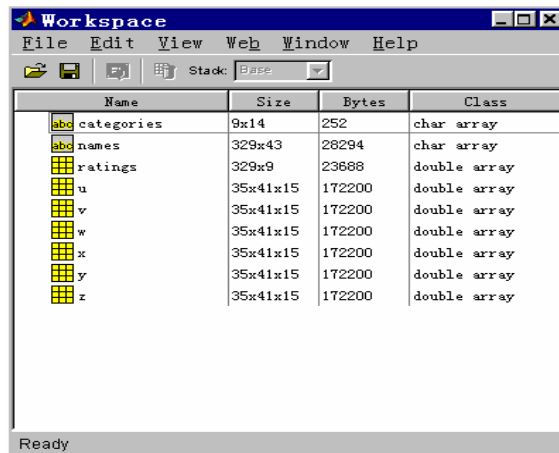 Workspace
File Edit View Web Window Help
Stack: Base
Name Size Bytes Class
abc categories 9x14 252 char array
abc names 329x43 28294 char array
ratings 329x9 23688 double array
u 35x41x15 172200 double array
v 35x41x15 172200 double array
w 35x41x15 172200 double array
x 35x41x15 172200 double array
y 35x41x15 172200 double array
z 35x41x15 172200 double array
Ready